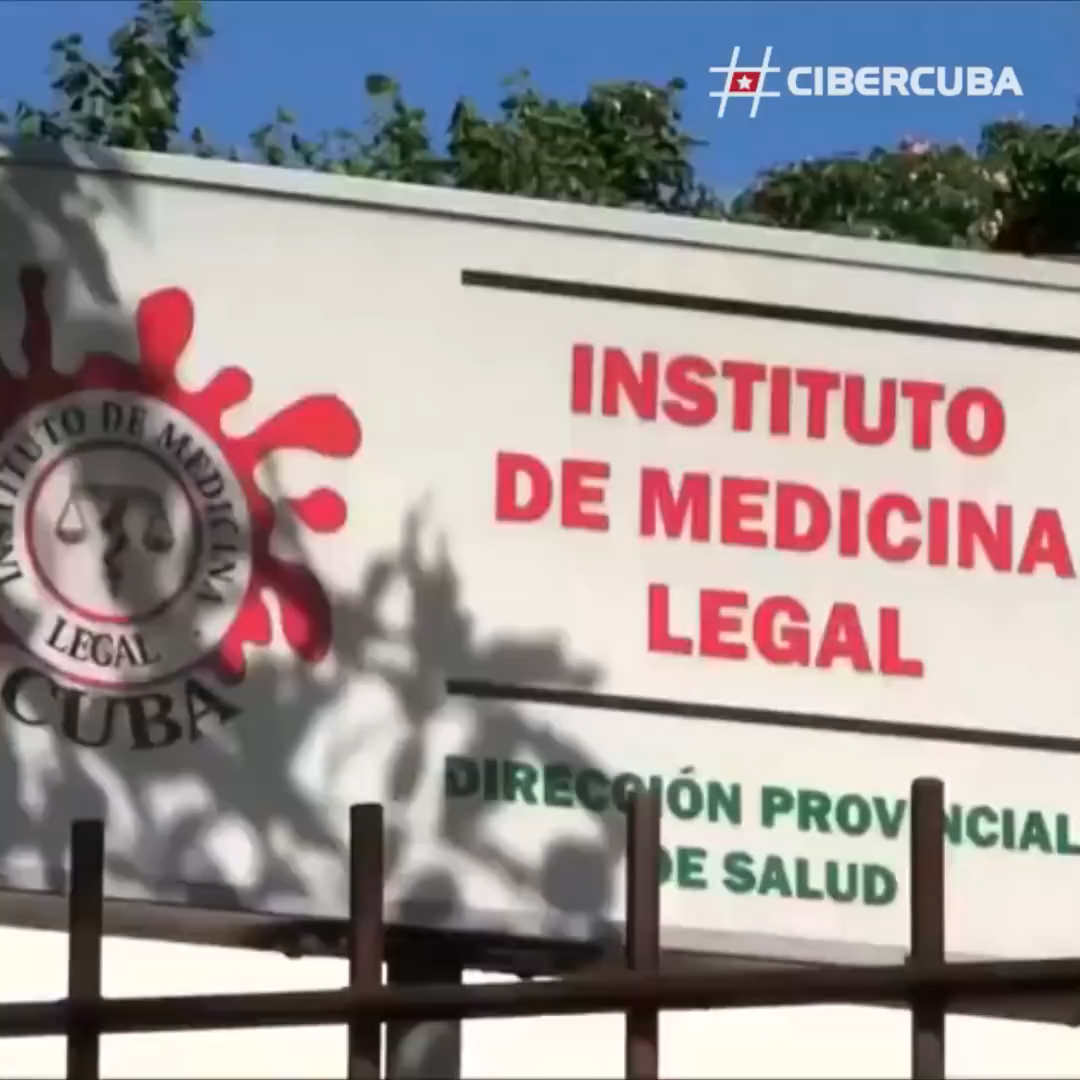 #CIBERCUBA
INSTITUTO
DE MEDICINA
LEGAL
DIRECCIÓN PROVINCIAL
DE SALUD
INSTITUTO DE MEDICINA
LEGAL
CUBA